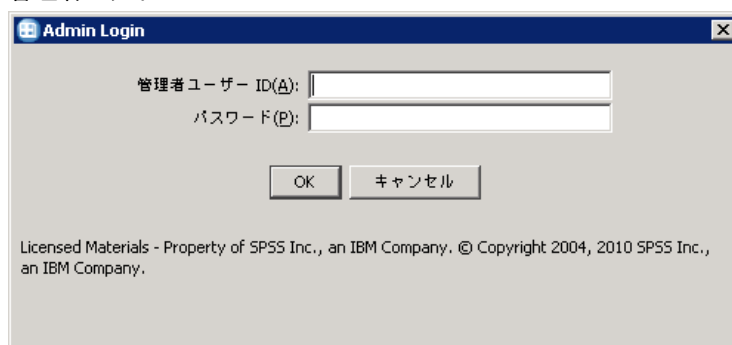 Admin Login
管理者ユーザー ID(A):
パスワード(P):
OK
キャンセル
Licensed Materials - Property of SPSS Inc., an IBM Company. © Copyright 2004, 2010 SPSS Inc.,
an IBM Company.